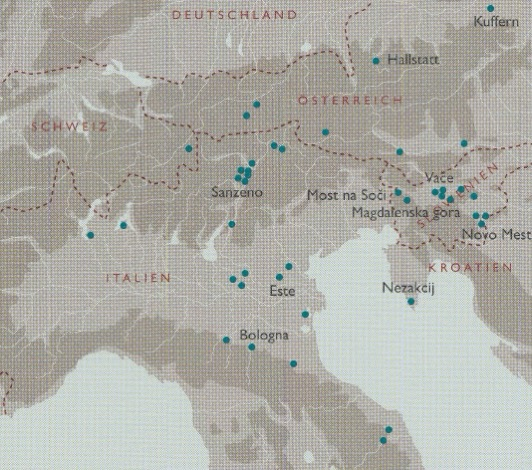 DEUTSCHLAND
Kuffern
Hallstatt
ÖSTERREICH
SCHWEIZ
Vače
Sanzeno
Most na Soči
SLOWENIEN
Magdalenska gora
Novo Mest
KROATIEN
ITALIEN
Este
Nezakcij
Bologna